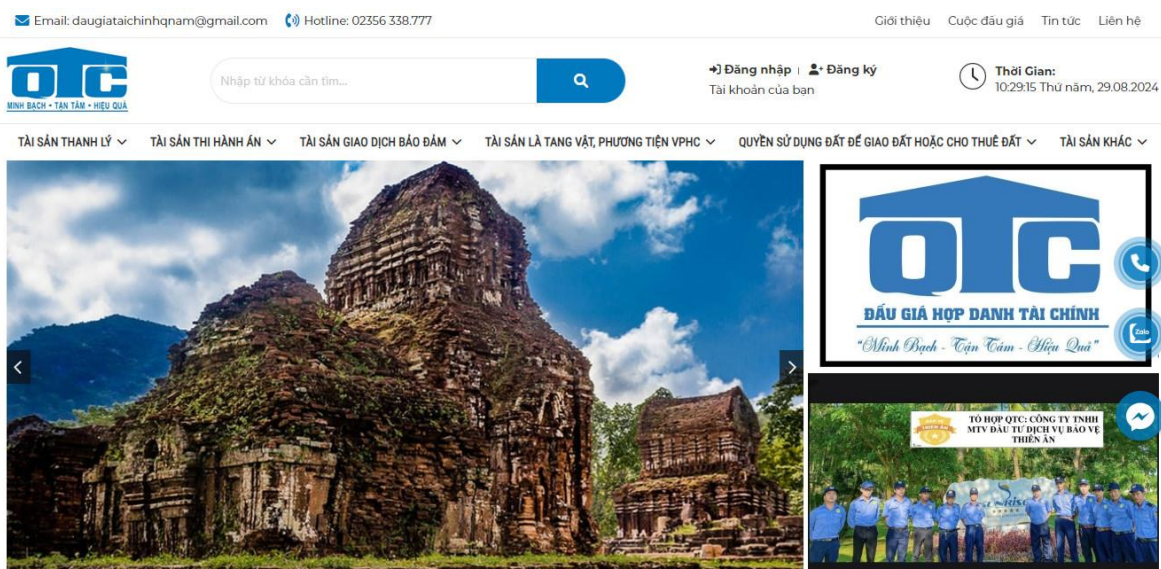 Email: daugiataichinhqnam@gmail.com
Hotline: 02356 338.777
Giới thiệu
Cuộc đấu giá
Tin tức
Liên hệ
QTC
MINH BẠCH • TẬN TÂM • HIỆU QUẢ
Nhập từ khóa cần tìm...
Đăng nhập | Đăng ký
Tài khoản của bạn
Thời Gian:
10:29:15 Thứ năm, 29.08.2024
TÀI SẢN THANH LÝ
TÀI SẢN THI HÀNH ÁN
TÀI SẢN GIAO DỊCH BẢO ĐẢM
TÀI SẢN LÀ TANG VẬT, PHƯƠNG TIỆN VPHC
QUYỀN SỬ DỤNG ĐẤT ĐỂ GIAO ĐẤT HOẶC CHO THUÊ ĐẤT
TÀI SẢN KHÁC
QTC
ĐẤU GIÁ HỢP DANH TÀI CHÍNH
"Minh Bạch - Tận Tâm - Hiệu Quả"
Zalo
THIÊN ÂN
TỔ HỢP QTC: CÔNG TY TNHH
MTV ĐẦU TƯ DỊCH VỤ BẢO VỆ
THIÊN ÂN